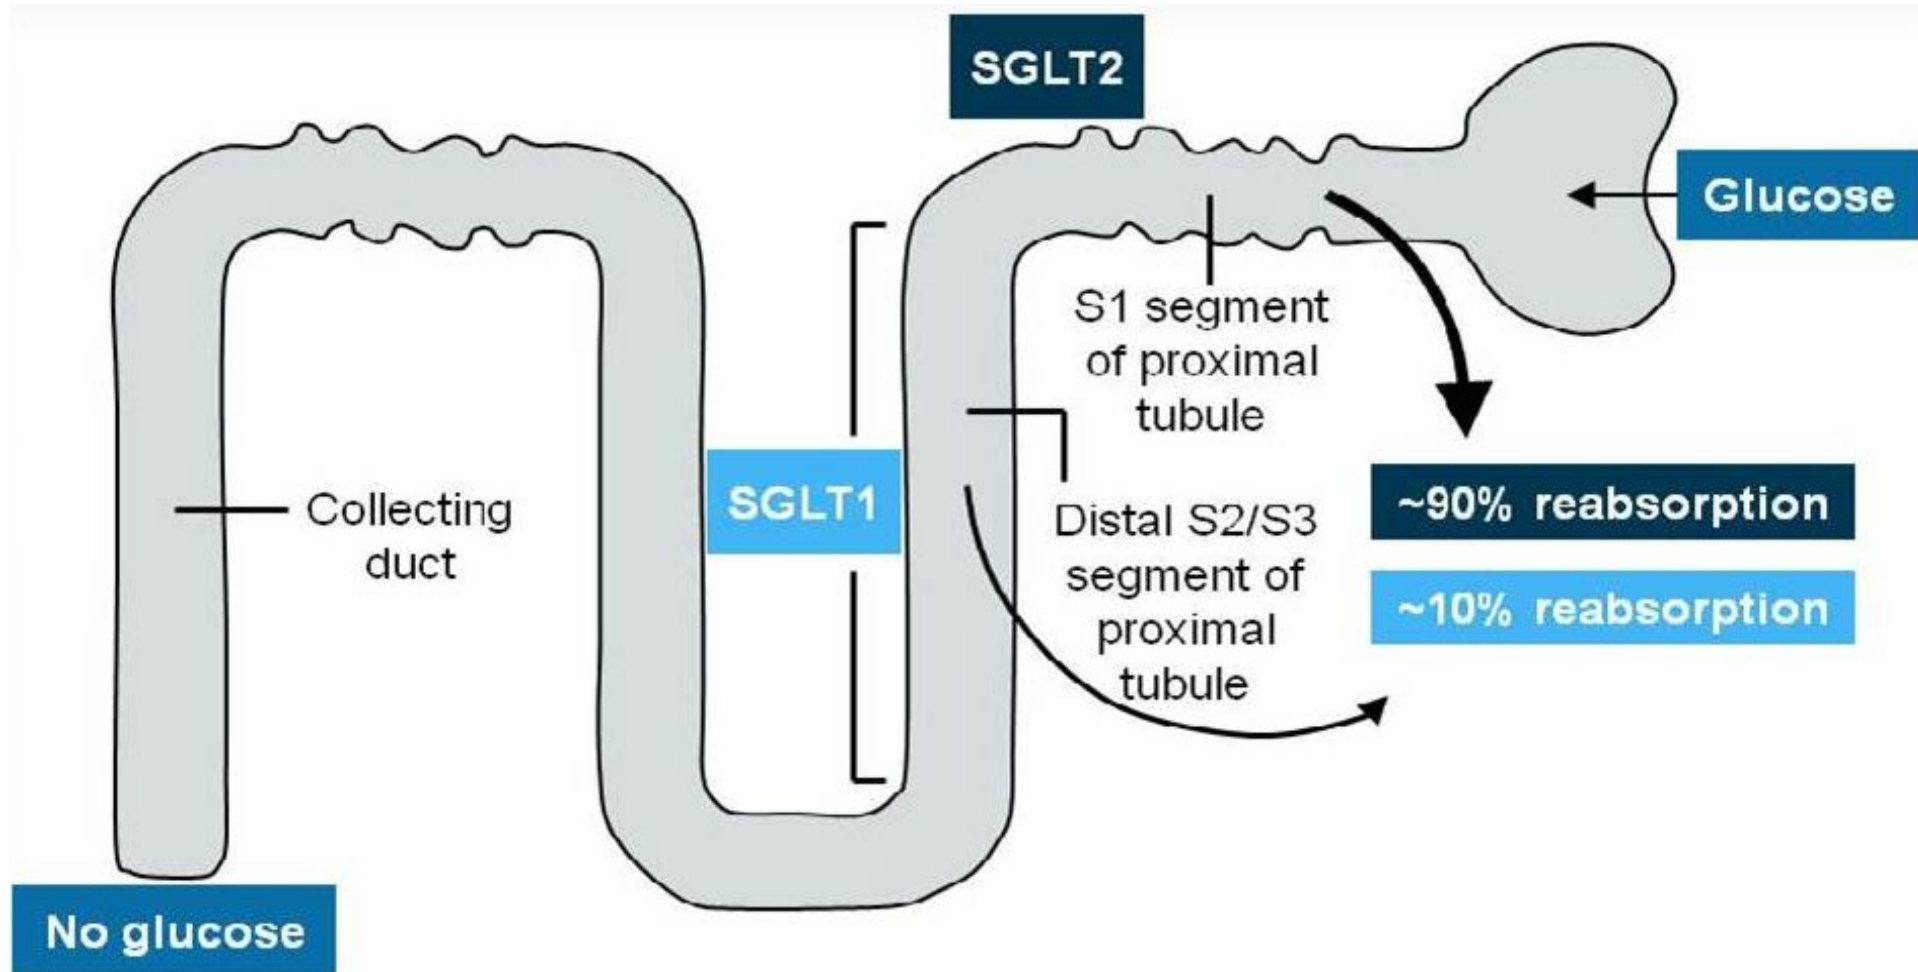 SGLT2
Glucose
S1 segment
of proximal
tubule
SGLT1
Collecting
duct
Distal S2/S3
segment of
proximal
tubule
~90% reabsorption
~10% reabsorption
No glucose